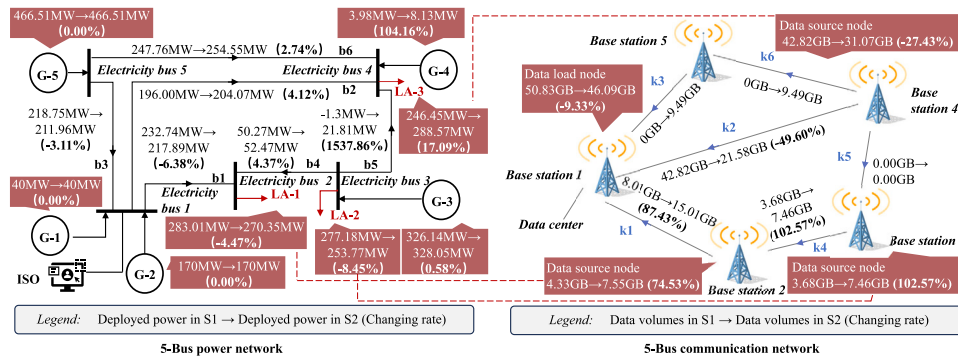 466.51MW→466.51MW
(0.00%)
G-5
Electricity bus 5
247.76MW→254.55MW (2.74%) b6
Electricity bus 4
b2
196.00MW→204.07MW (4.12%)
3.98MW→8.13MW
(104.16%)
G-4
LA-3
246.45MW→
288.57MW
(17.09%)
218.75MW→
211.96MW
(-3.11%)
b3
232.74MW→
217.89MW
(-6.38%)
b1
50.27MW→
52.47MW
(4.37%)
b4
-1.3MW→
21.81MW
(1537.86%)
b5
40MW→40MW
(0.00%)
G-1
Electricity
bus 1
Electricity bus 2
Electricity bus 3
LA-1
LA-2
G-3
283.01MW→270.35MW
(-4.47%)
277.18MW→
253.77MW
(-8.45%)
326.14MW→
328.05MW
(0.58%)
ISO
G-2
170MW→170MW
(0.00%)
Legend: Deployed power in S1 → Deployed power in S2 (Changing rate)
5-Bus power network
Base station 5
Data source node
42.82GB→31.07GB (-27.43%)
Data load node
50.83GB→46.09GB
(-9.33%)
k3
0GB→9.49GB
k6
0GB→9.49GB
Base
station 4
k2
42.82GB→21.58GB (-49.60%)
k5
0.00GB→
0.00GB
Base station 1
Data center
8.01GB→15.01GB
(87.43%)
k1
3.68GB→
7.46GB
(102.57%)
k4
Base station
Data source node
4.33GB→7.55GB (74.53%)
Base station 2
Data source node
3.68GB→7.46GB (102.57%)
Legend: Data volumes in S1 → Data volumes in S2 (Changing rate)
5-Bus communication network